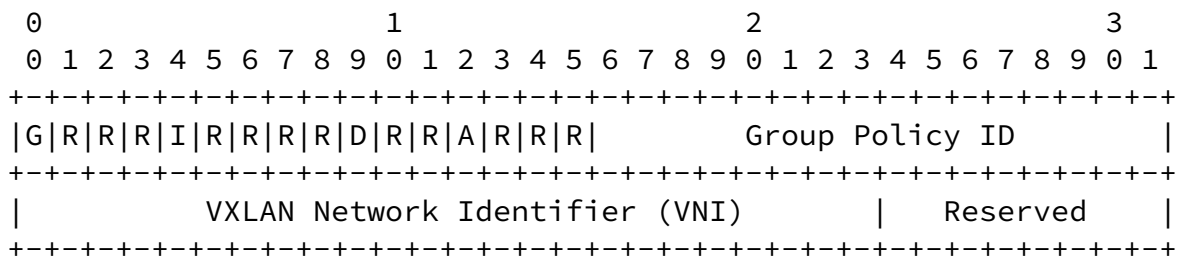 0                   1                   2                   3
 0 1 2 3 4 5 6 7 8 9 0 1 2 3 4 5 6 7 8 9 0 1 2 3 4 5 6 7 8 9 0 1
+-+-+-+-+-+-+-+-+-+-+-+-+-+-+-+-+-+-+-+-+-+-+-+-+-+-+-+-+-+-+-+-+
|G|R|R|R|I|R|R|R|R|D|R|R|A|R|R|R|        Group Policy ID        |
+-+-+-+-+-+-+-+-+-+-+-+-+-+-+-+-+-+-+-+-+-+-+-+-+-+-+-+-+-+-+-+-+
|          VXLAN Network Identifier (VNI)       |   Reserved    |
+-+-+-+-+-+-+-+-+-+-+-+-+-+-+-+-+-+-+-+-+-+-+-+-+-+-+-+-+-+-+-+-+